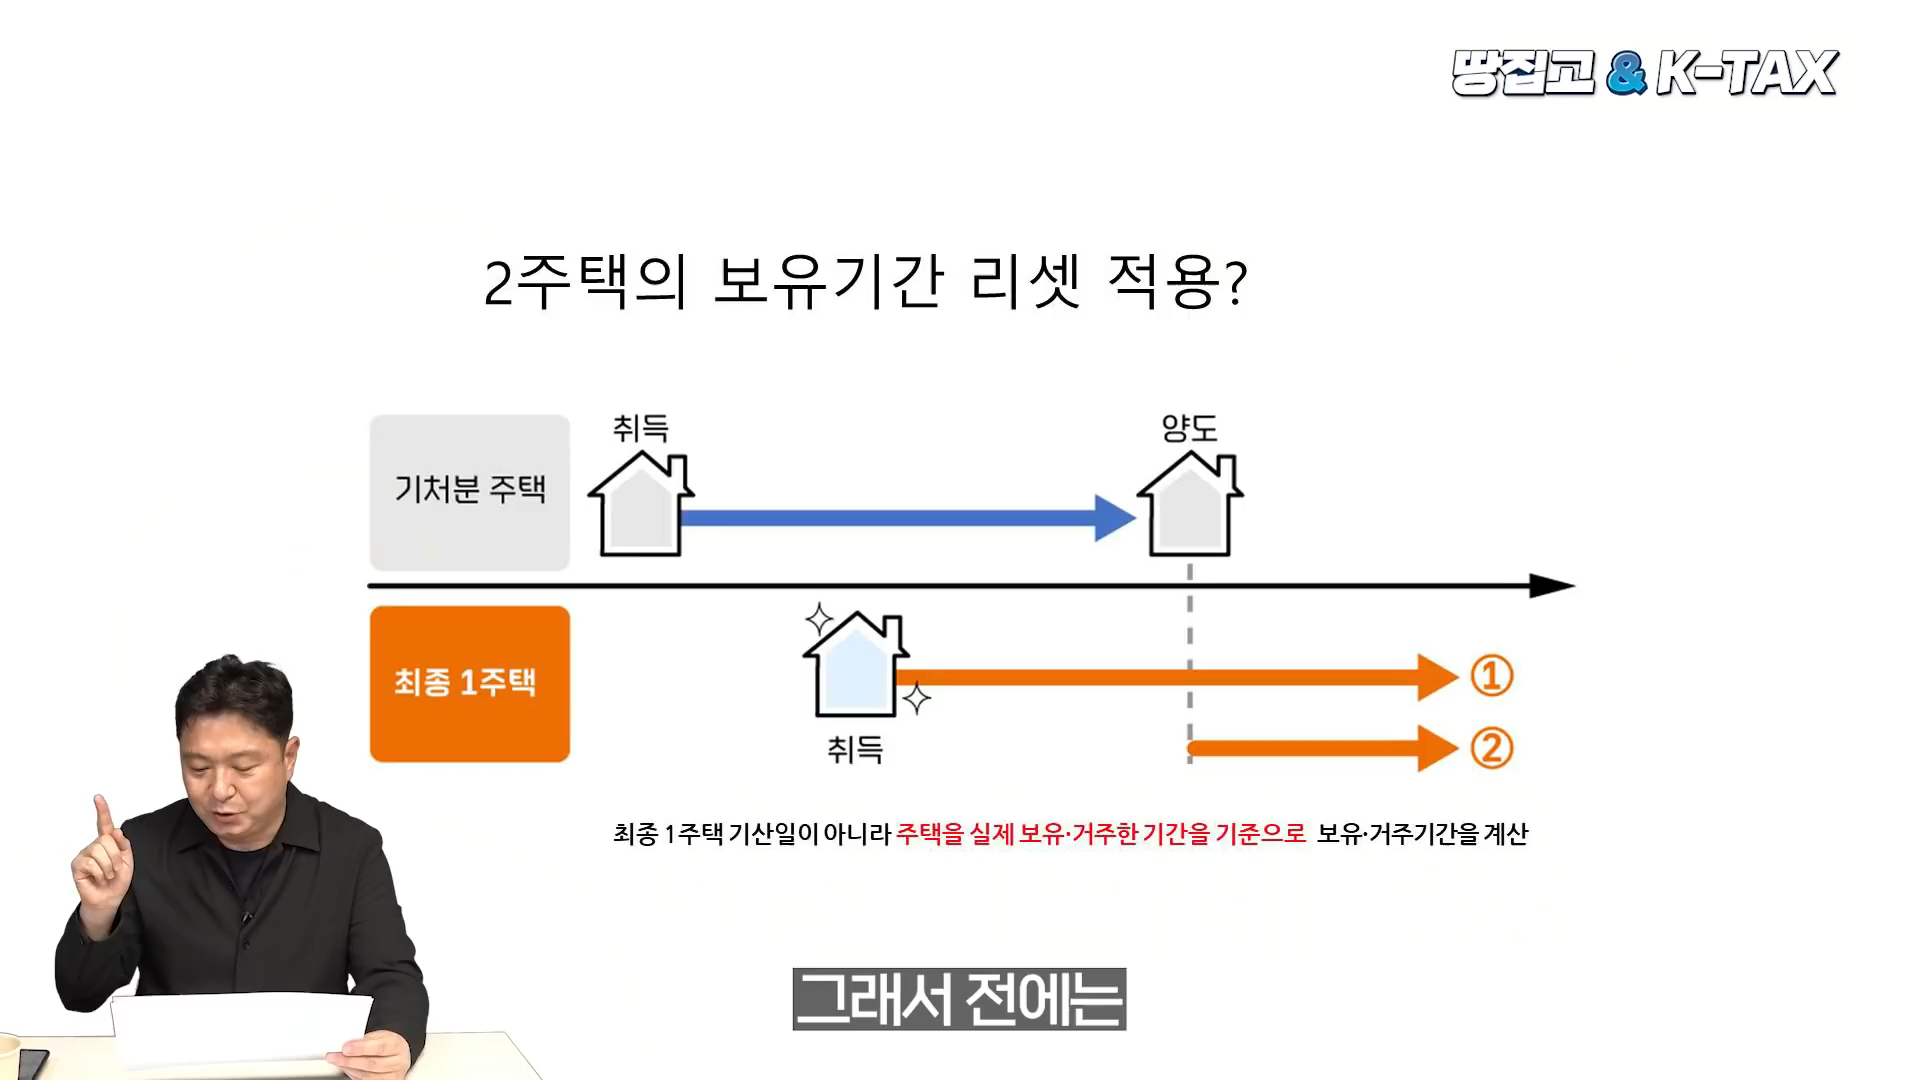 땅집고 & K-TAX
2주택의 보유기간 리셋 적용?
취득
양도
기처분 주택
최종 1주택
①
②
취득
최종 1주택 기산일이 아니라 주택을 실제 보유·거주한 기간을 기준으로 보유·거주기간을 계산
그래서 전에는